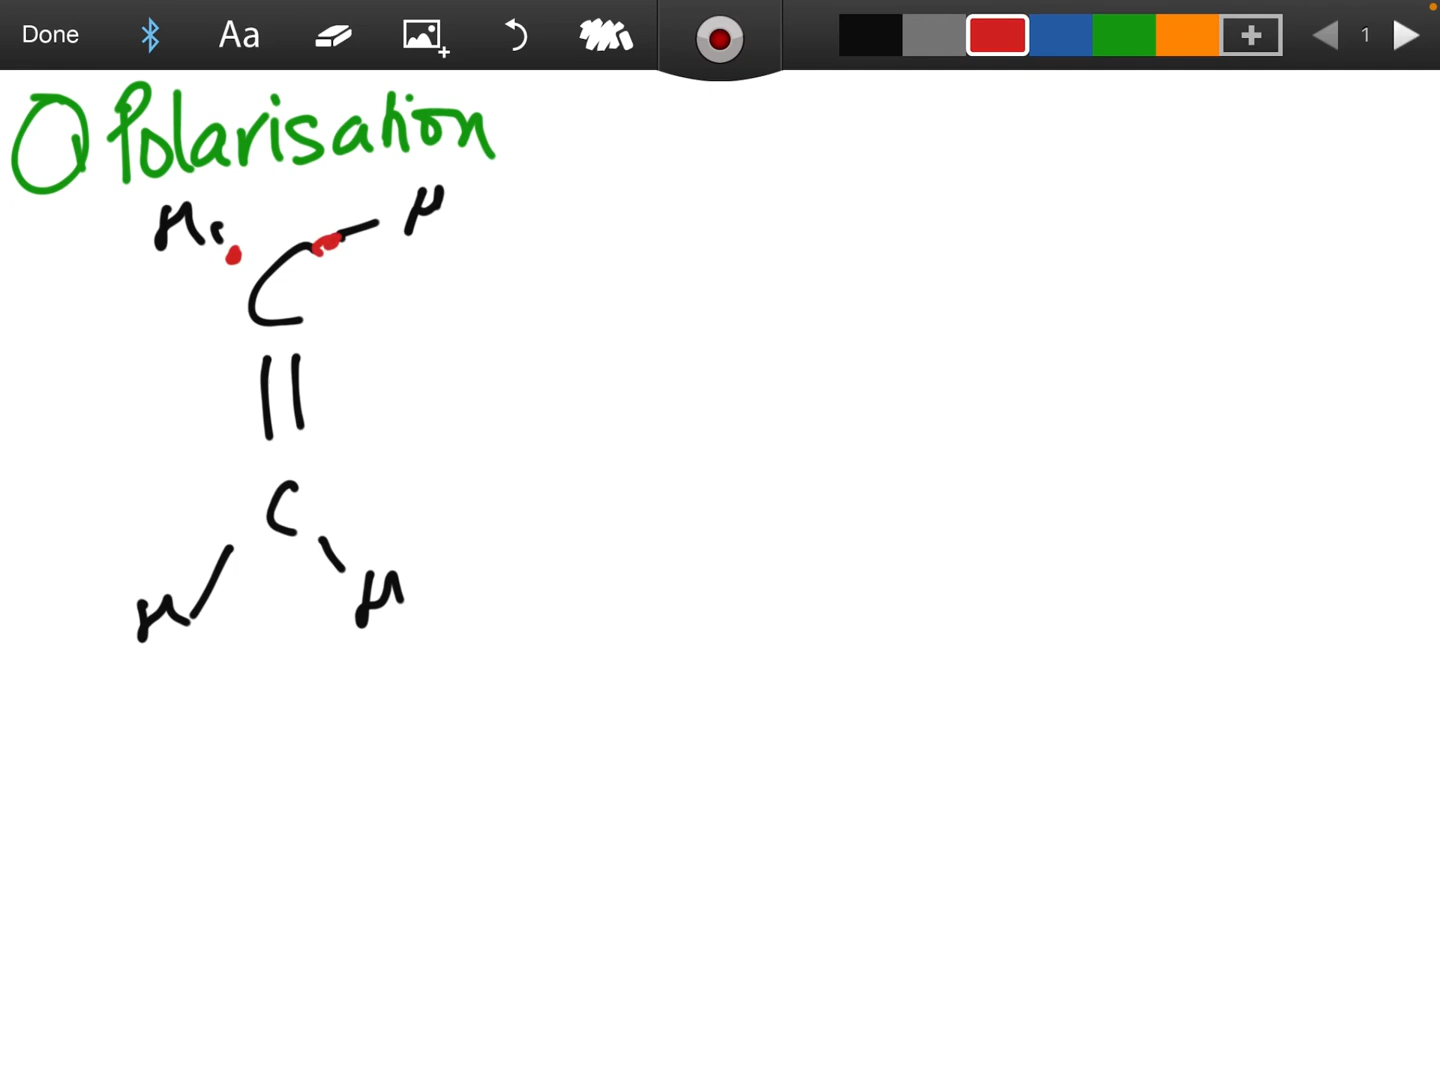 Done Aa 1
① Polarisation
H H
C
||
C
H H